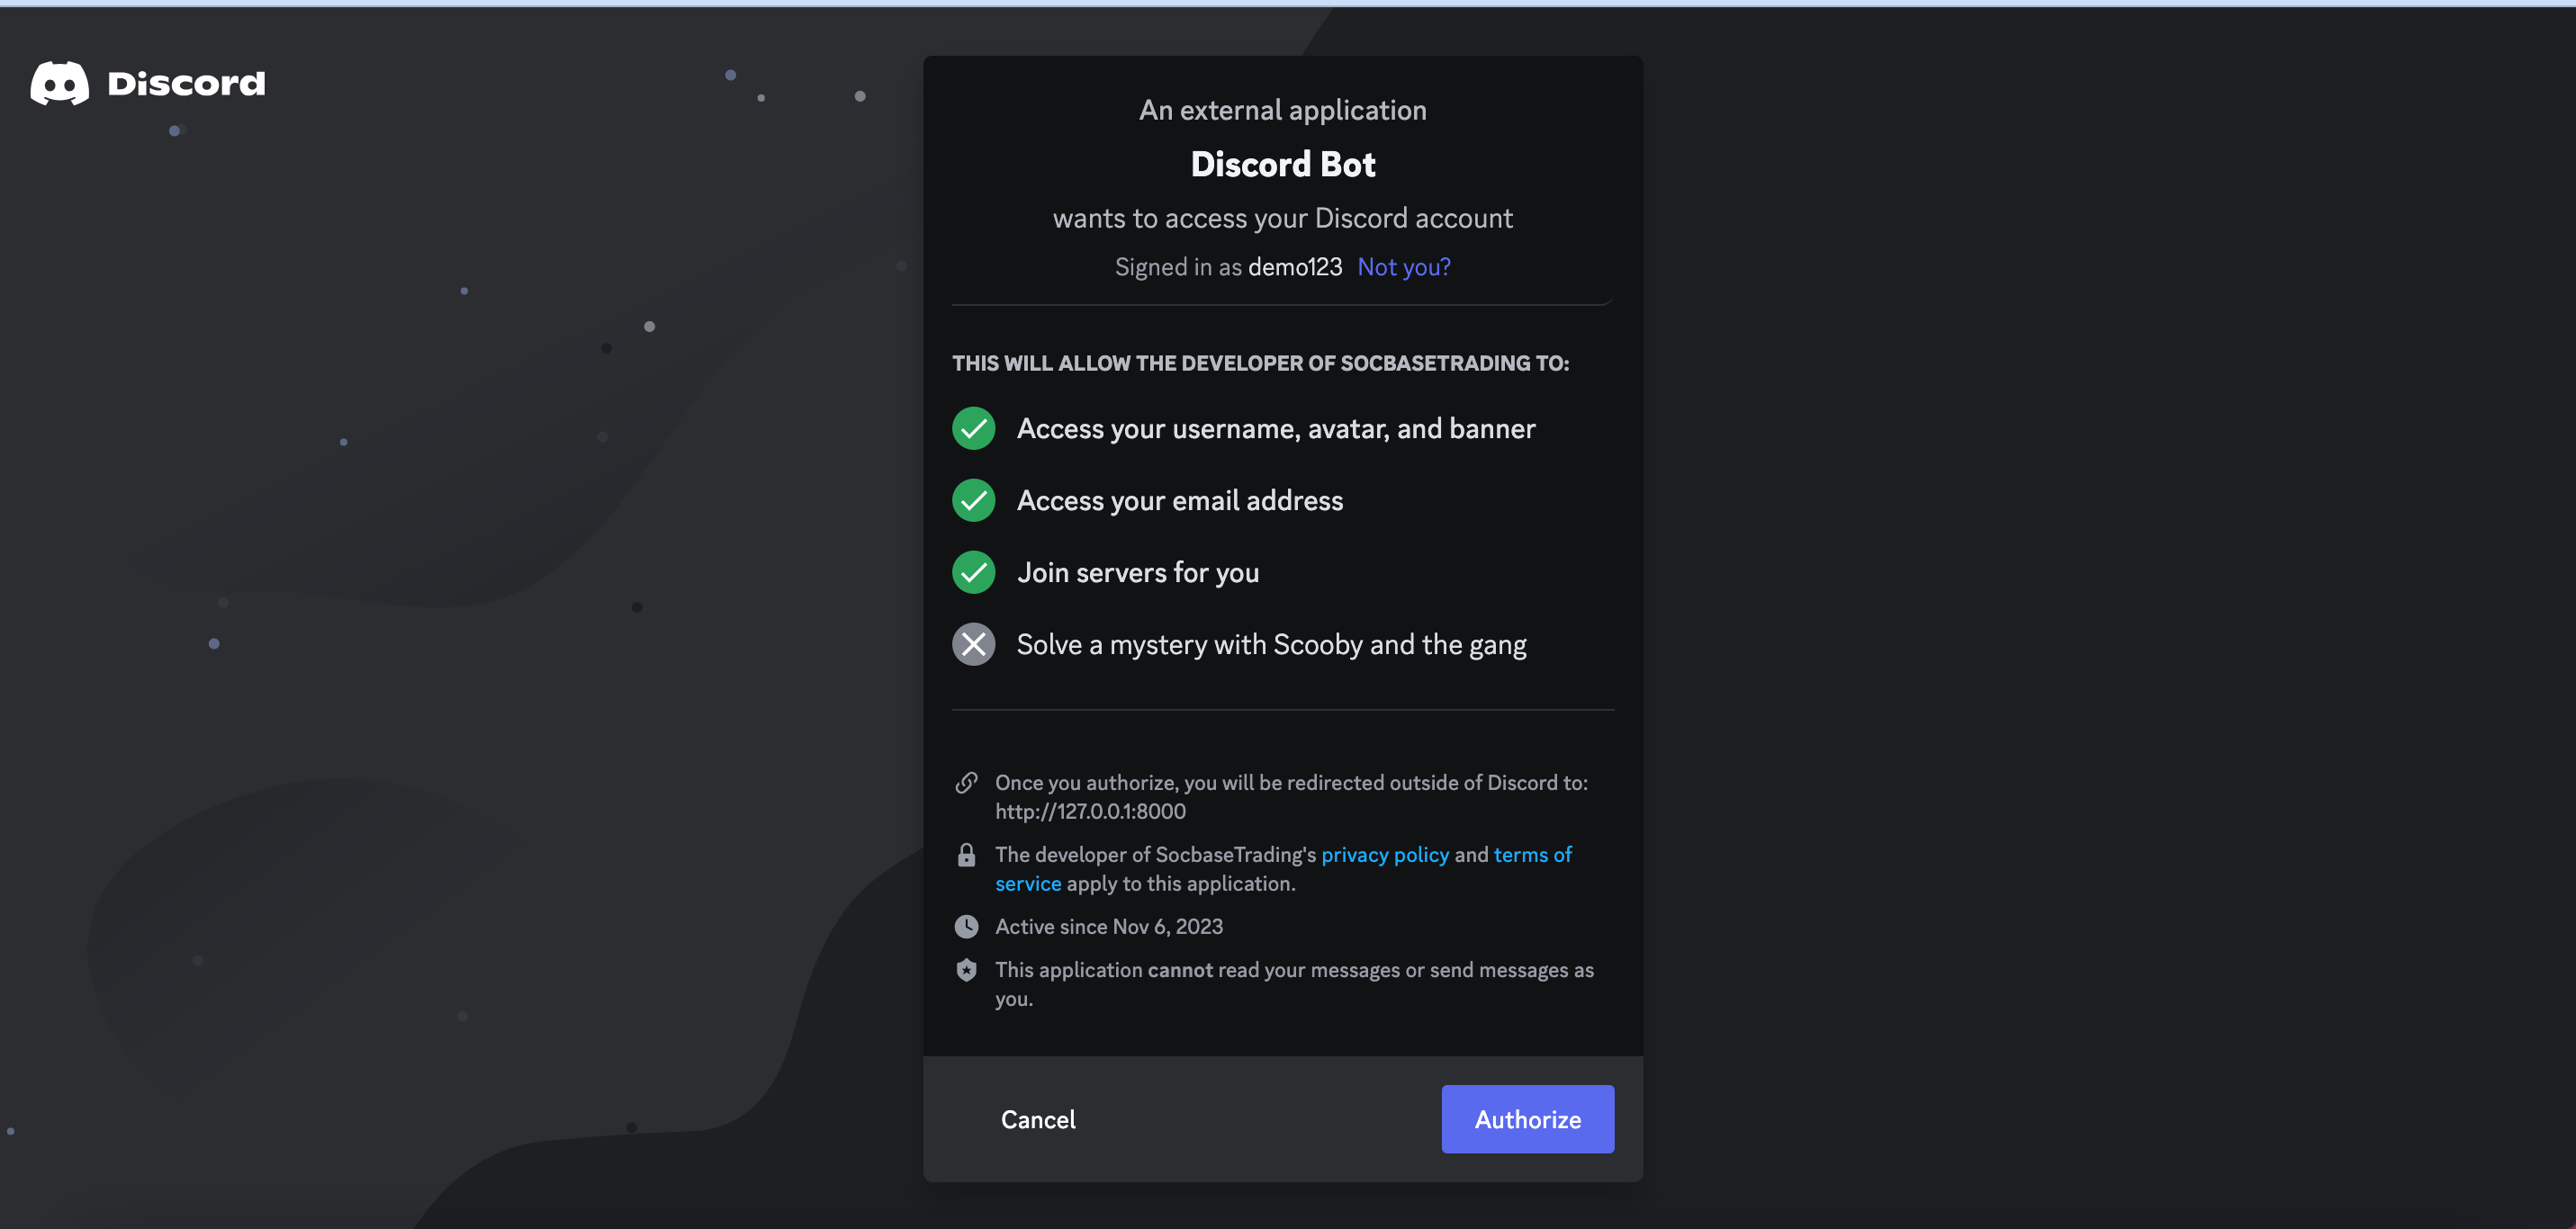 Discord
An external application
Discord Bot
wants to access your Discord account
Signed in as demo123 Not you?
THIS WILL ALLOW THE DEVELOPER OF SOCBASETRADING TO:
Access your username, avatar, and banner
Access your email address
Join servers for you
Solve a mystery with Scooby and the gang
Once you authorize, you will be redirected outside of Discord to:
http://127.0.0.1:8000
The developer of SocbaseTrading's privacy policy and terms of
service apply to this application.
Active since Nov 6, 2023
This application cannot read your messages or send messages as
you.
Cancel
Authorize